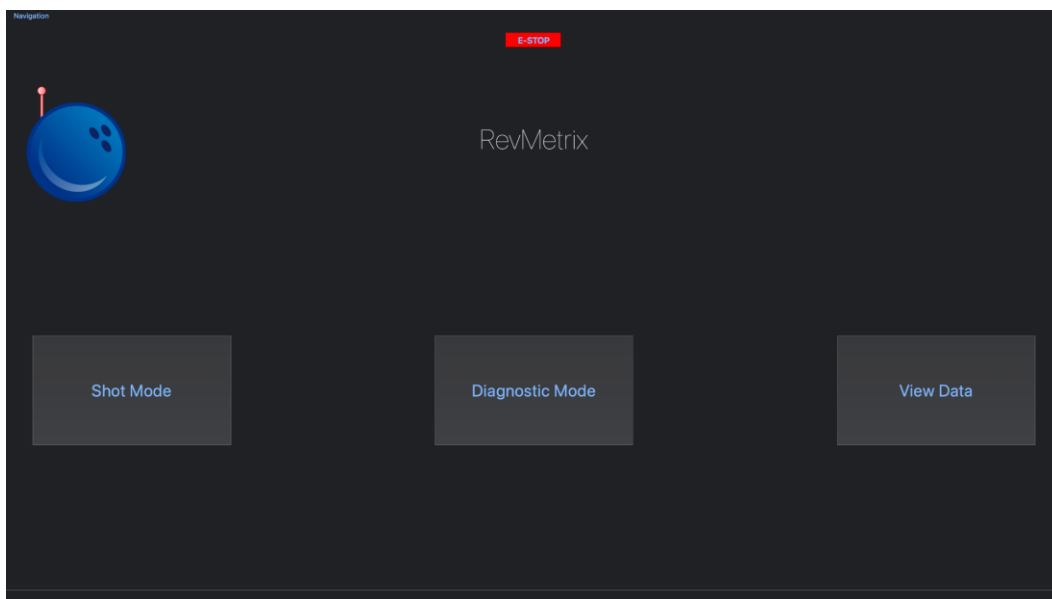 Navigation
E-STOP
RevMetrix
Shot Mode
Diagnostic Mode
View Data